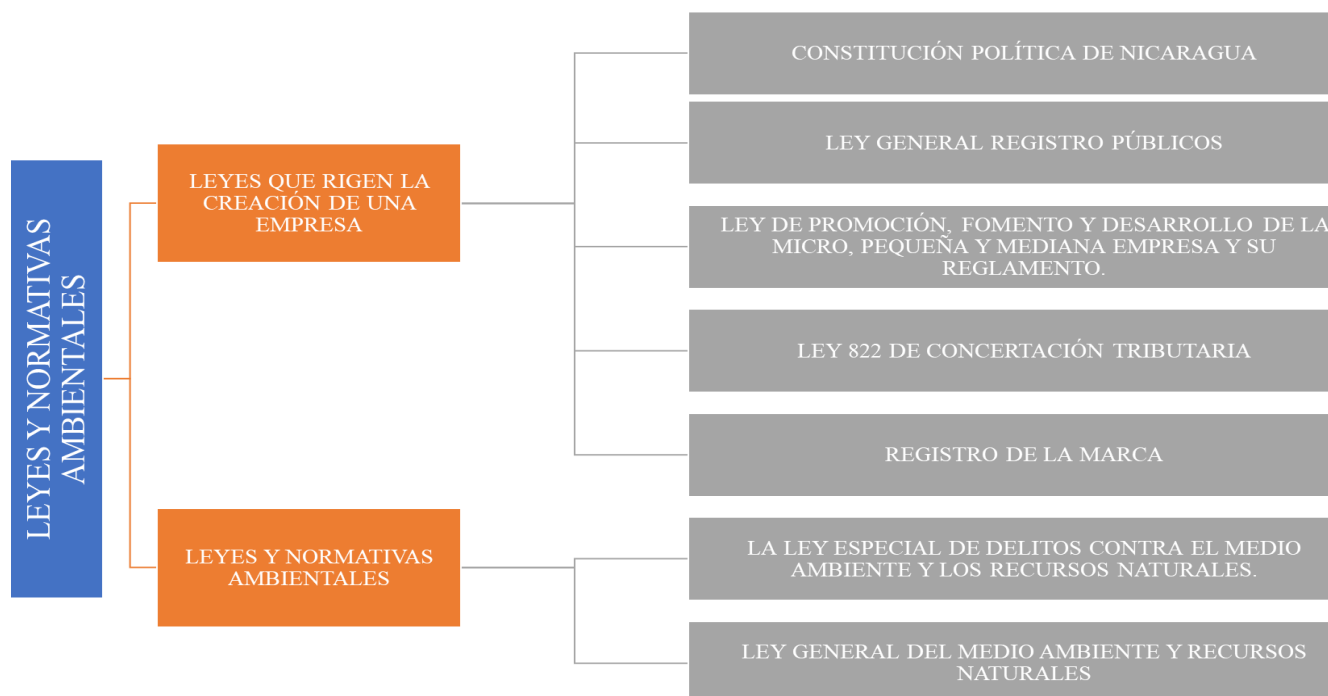 LEYES Y NORMATIVAS
AMBIENTALES
LEYES QUE RIGEN LA
CREACIÓN DE UNA
EMPRESA
CONSTITUCIÓN POLÍTICA DE NICARAGUA
LEY GENERAL REGISTRO PÚBLICOS
LEY DE PROMOCIÓN, FOMENTO Y DESARROLLO DE LA
MICRO, PEQUEÑA Y MEDIANA EMPRESA Y SU
REGLAMENTO.
LEY 822 DE CONCERTACIÓN TRIBUTARIA
REGISTRO DE LA MARCA
LEYES Y NORMATIVAS
AMBIENTALES
LA LEY ESPECIAL DE DELITOS CONTRA EL MEDIO
AMBIENTE Y LOS RECURSOS NATURALES.
LEY GENERAL DEL MEDIO AMBIENTE Y RECURSOS
NATURALES